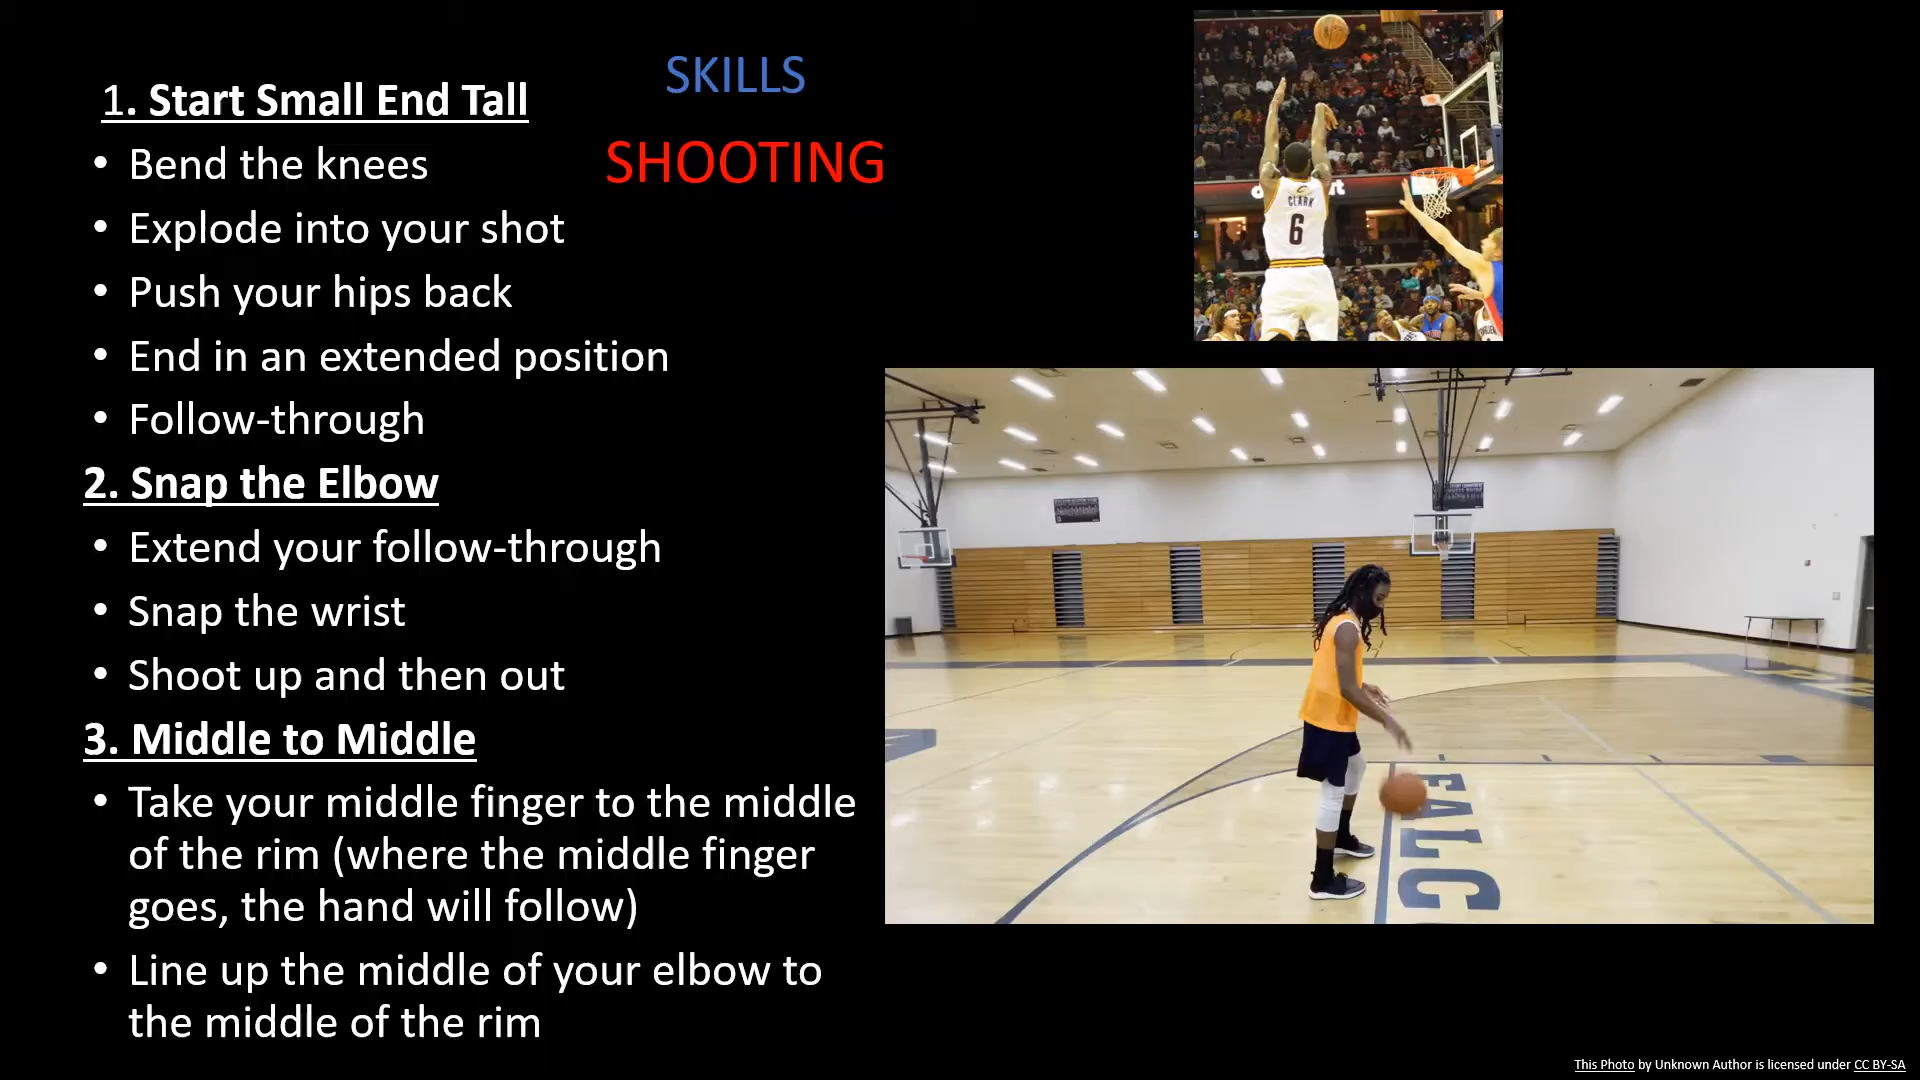 SKILLS
SHOOTING
1. Start Small End Tall
• Bend the knees
• Explode into your shot
• Push your hips back
• End in an extended position
• Follow-through
2. Snap the Elbow
• Extend your follow-through
• Snap the wrist
• Shoot up and then out
3. Middle to Middle
• Take your middle finger to the middle
of the rim (where the middle finger
goes, the hand will follow)
• Line up the middle of your elbow to
the middle of the rim
CLARK
6
FALC
This Photo by Unknown Author is licensed under CC BY-SA